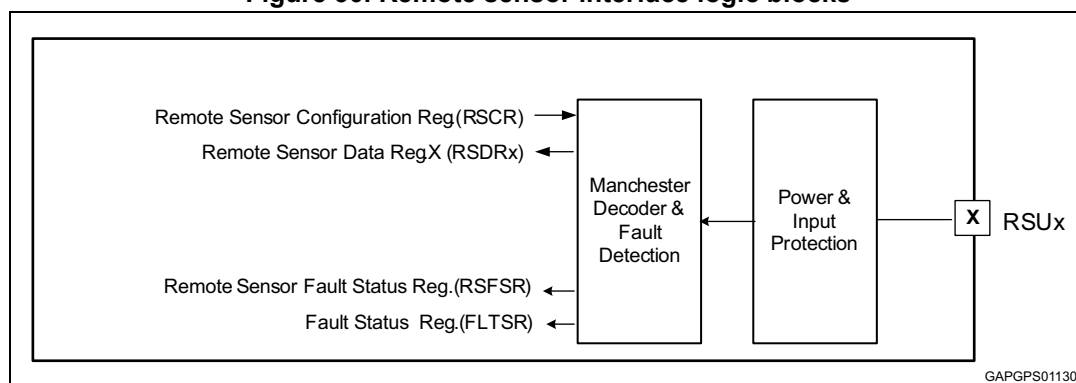 Figure 30. Remote sensor interface logic blocks
Remote Sensor Configuration Reg.(RSCR)
Remote Sensor Data Reg.X (RSDRx)
Manchester
Decoder &
Fault
Detection
Power &
Input
Protection
X
RSUx
Remote Sensor Fault Status Reg.(RSFSR)
Fault Status Reg.(FLTSR)
GAPGPS01130